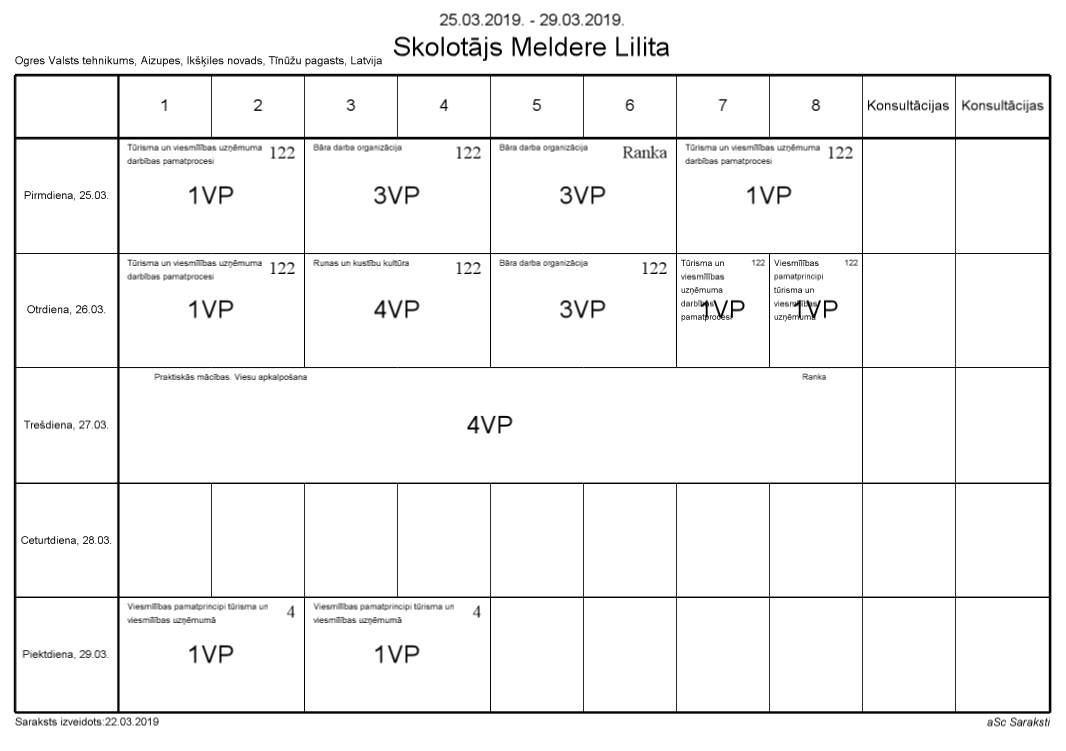 25.03.2019. - 29.03.2019.
Skolotājs Meldere Lilita
Ogres Valsts tehnikums, Aizupes, Ikšķiles novads, Tīnūžu pagasts, Latvija
1 2 3 4 5 6 7 8 Konsultācijas Konsultācijas
Pirmdiena, 25.03.
Tūrisma un viesmīlības uzņēmuma 122
darbības pamatprocesi
1VP
Bāra darba organizācija 122
3VP
Bāra darba organizācija Ranka
3VP
Tūrisma un viesmīlības uzņēmuma 122
darbības pamatprocesi
1VP
Otrdiena, 26.03.
Tūrisma un viesmīlības uzņēmuma 122
darbības pamatprocesi
1VP
Runas un kustību kultūra 122
4VP
Bāra darba organizācija 122
3VP
Tūrisma un 122
viesmīlības
uzņēmuma
darbības
pamatprocesi
1VP
Viesmīlības 122
pamatprincipi
tūrisma un
viesmīlības
uzņēmumā
1VP
Trešdiena, 27.03.
Praktiskās mācības. Viesu apkalpošana Ranka
4VP
Ceturtdiena, 28.03.
Piektdiena, 29.03.
Viesmīlības pamatprincipi tūrisma un 4
viesmīlības uzņēmumā
1VP
Viesmīlības pamatprincipi tūrisma un 4
viesmīlības uzņēmumā
1VP
Saraksts izveidots:22.03.2019
aSc Saraksti